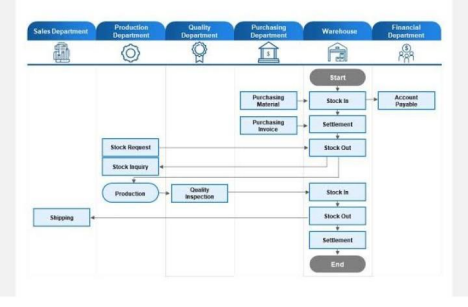 Sales Department
Production
Department
Quality
Department
Purchasing
Department
Warehouse
Financial
Department
Start
Purchasing
Material
Stock In
Account
Payable
Purchasing
Invoice
Settlement
Stock Request
Stock Out
Stock Inquiry
Production
Quality
Inspection
Stock In
Shipping
Stock Out
Settlement
End